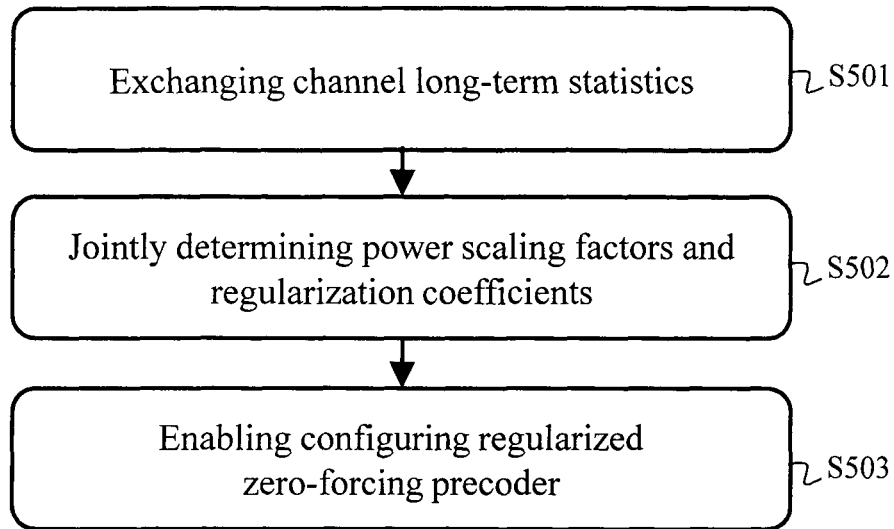 Exchanging channel long-term statistics
S501
Jointly determining power scaling factors and
regularization coefficients
S502
Enabling configuring regularized
zero-forcing precoder
S503